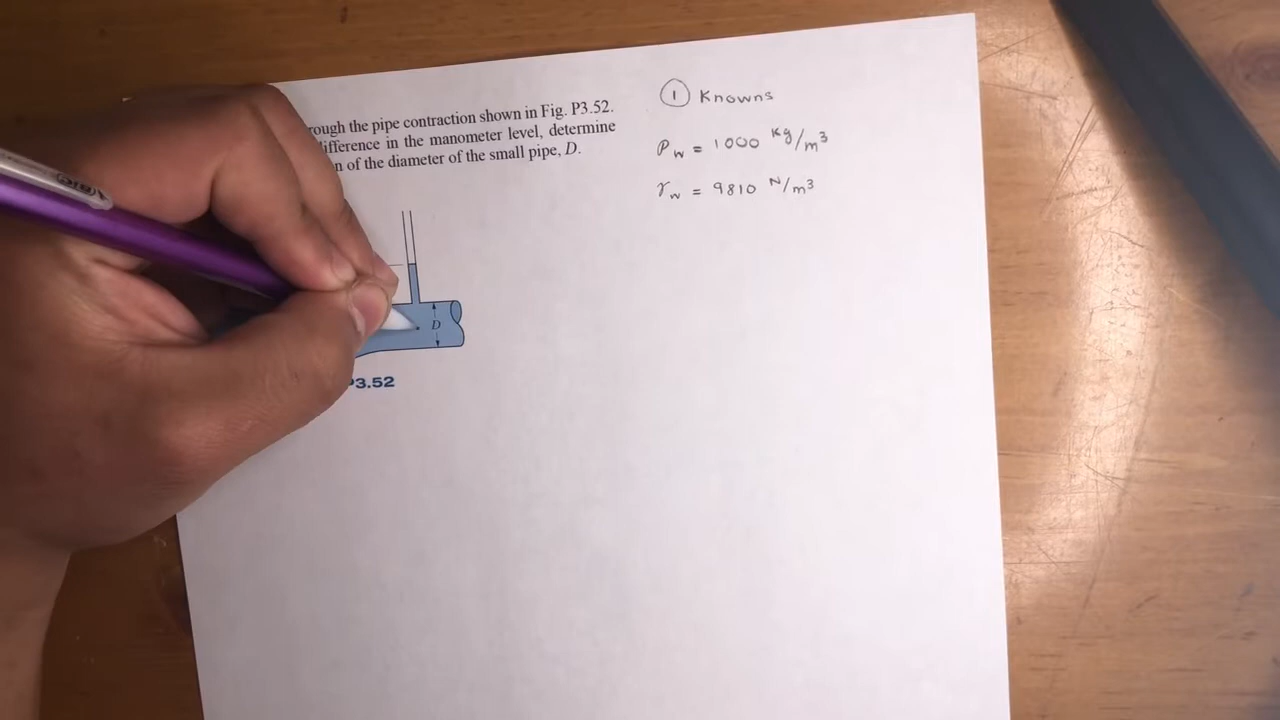 rough the pipe contraction shown in Fig. P3.52.
ifference in the manometer level, determine
n of the diameter of the small pipe, D.
D
P3.52
① Knowns
ρw = 1000 kg/m³
γw = 9810 N/m³